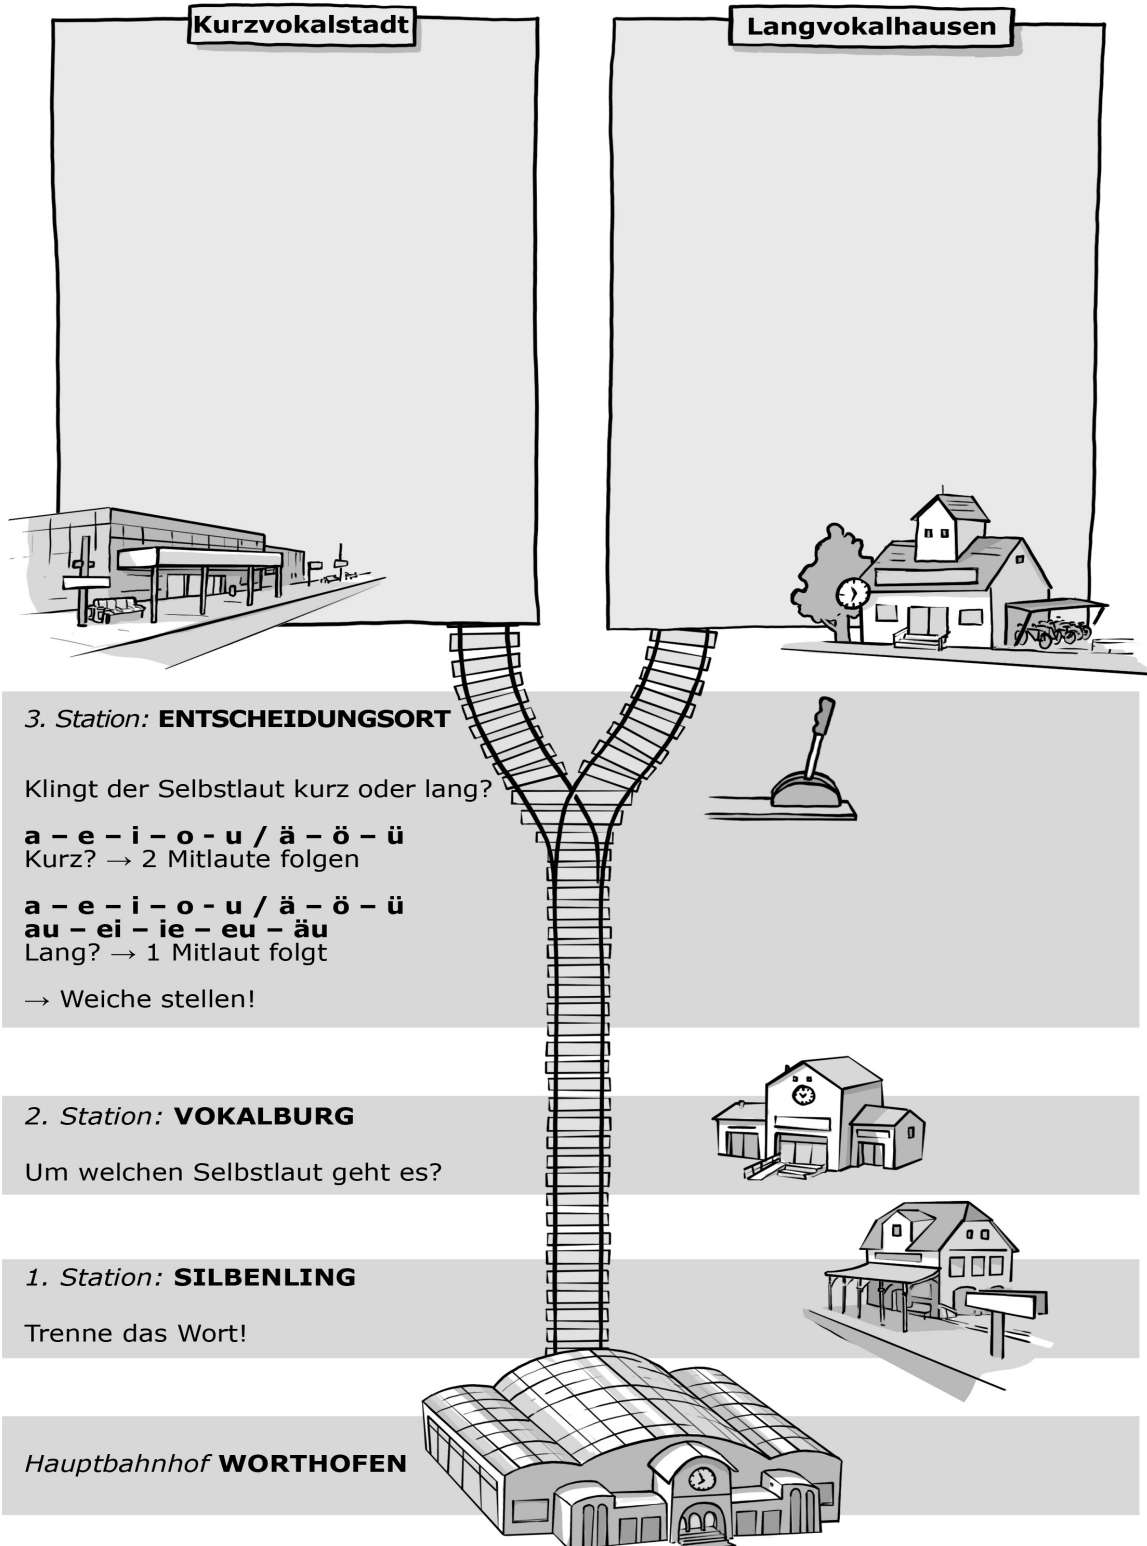 Kurzvokalstadt
Langvokalhausen
3. Station: ENTSCHEIDUNGSORT
Klingt der Selbstlaut kurz oder lang?
a – e – i – o - u / ä – ö – ü
Kurz? → 2 Mitlaute folgen
a – e – i – o - u / ä – ö – ü
au – ei – ie – eu – äu
Lang? → 1 Mitlaut folgt
→ Weiche stellen!
2. Station: VOKALBURG
Um welchen Selbstlaut geht es?
1. Station: SILBENLING
Trenne das Wort!
Hauptbahnhof WORTHOFEN